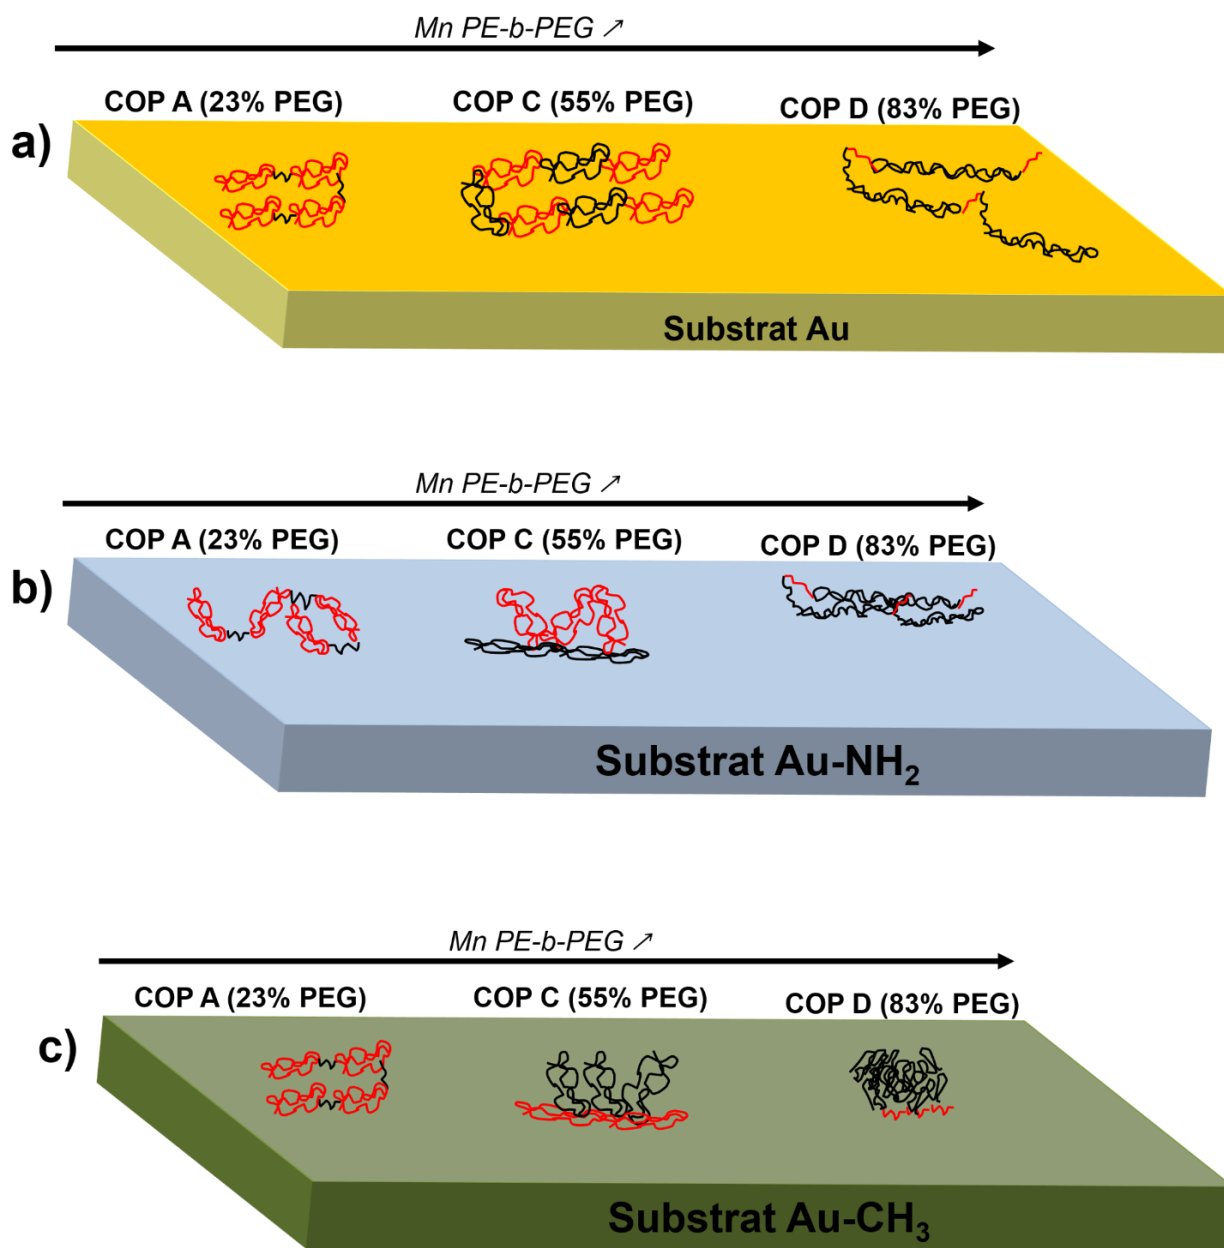 Mn PE-b-PEG ↗
COP A (23% PEG) COP C (55% PEG) COP D (83% PEG)
a)
Substrat Au
Mn PE-b-PEG ↗
COP A (23% PEG) COP C (55% PEG) COP D (83% PEG)
b)
Substrat Au-NH₂
Mn PE-b-PEG ↗
COP A (23% PEG) COP C (55% PEG) COP D (83% PEG)
c)
Substrat Au-CH₃